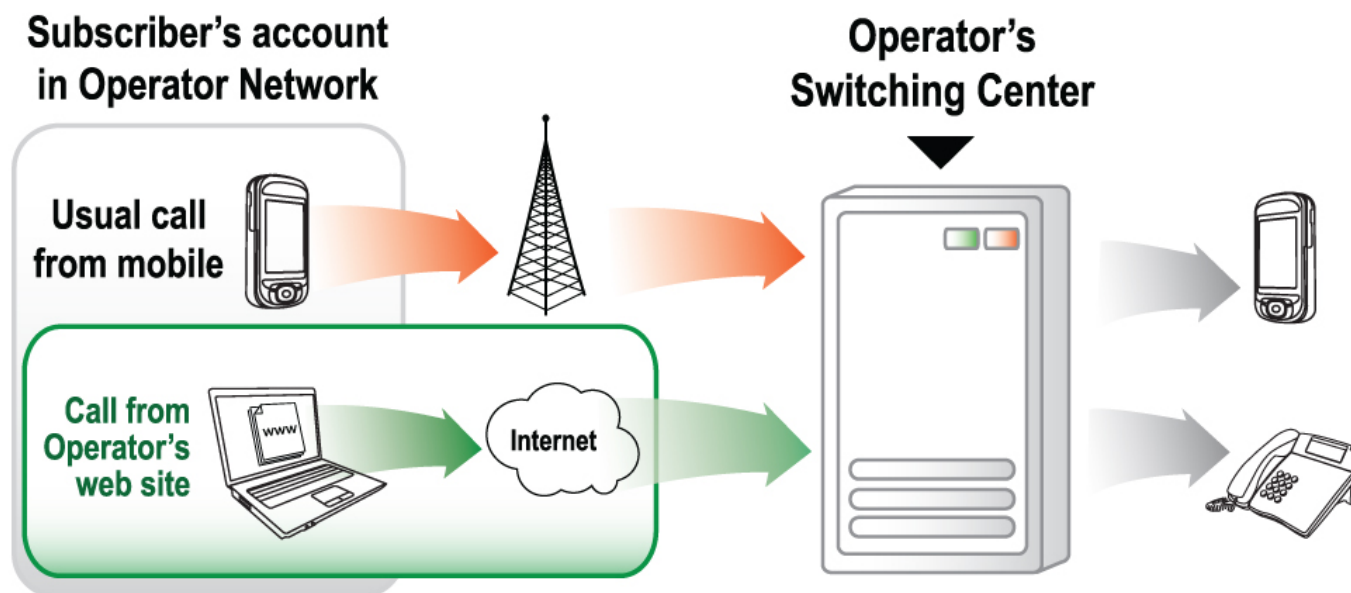 Subscriber's account
in Operator Network
Operator's
Switching Center
Usual call
from mobile
Call from
Operator's
web site
www
Internet